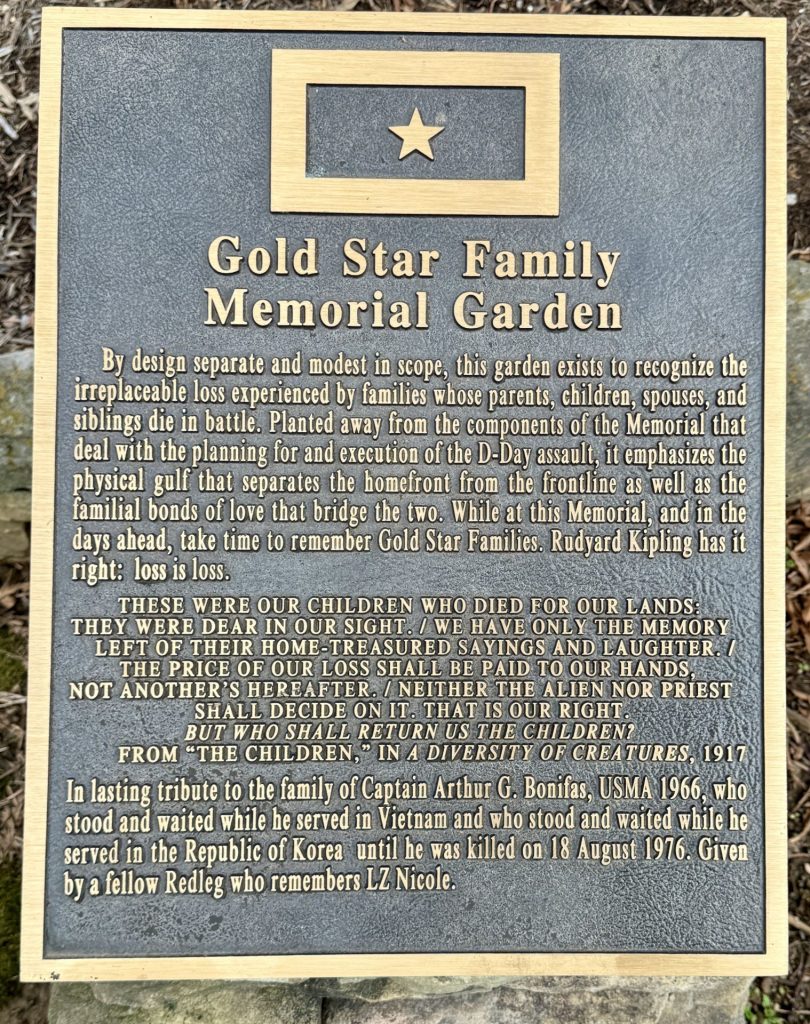 Gold Star Family
Memorial Garden
By design separate and modest in scope, this garden exists to recognize the
irreplaceable loss experienced by families whose parents, children, spouses, and
siblings die in battle. Planted away from the components of the Memorial that
deal with the planning for and execution of the D-Day assault, it emphasizes the
physical gulf that separates the homefront from the frontline as well as the
familial bonds of love that bridge the two. While at this Memorial, and in the
days ahead, take time to remember Gold Star Families. Rudyard Kipling has it
right: loss is loss.
THESE WERE OUR CHILDREN WHO DIED FOR OUR LANDS:
THEY WERE DEAR IN OUR SIGHT. / WE HAVE ONLY THE MEMORY
LEFT OF THEIR HOME-TREASURED SAYINGS AND LAUGHTER. /
THE PRICE OF OUR LOSS SHALL BE PAID TO OUR HANDS,
NOT ANOTHER'S HEREAFTER. / NEITHER THE ALIEN NOR PRIEST
SHALL DECIDE ON IT. THAT IS OUR RIGHT.
BUT WHO SHALL RETURN US THE CHILDREN?
FROM “THE CHILDREN,” IN A DIVERSITY OF CREATURES, 1917
In lasting tribute to the family of Captain Arthur G. Bonifas, USMA 1966, who
stood and waited while he served in Vietnam and who stood and waited while he
served in the Republic of Korea until he was killed on 18 August 1976. Given
by a fellow Redleg who remembers LZ Nicole.